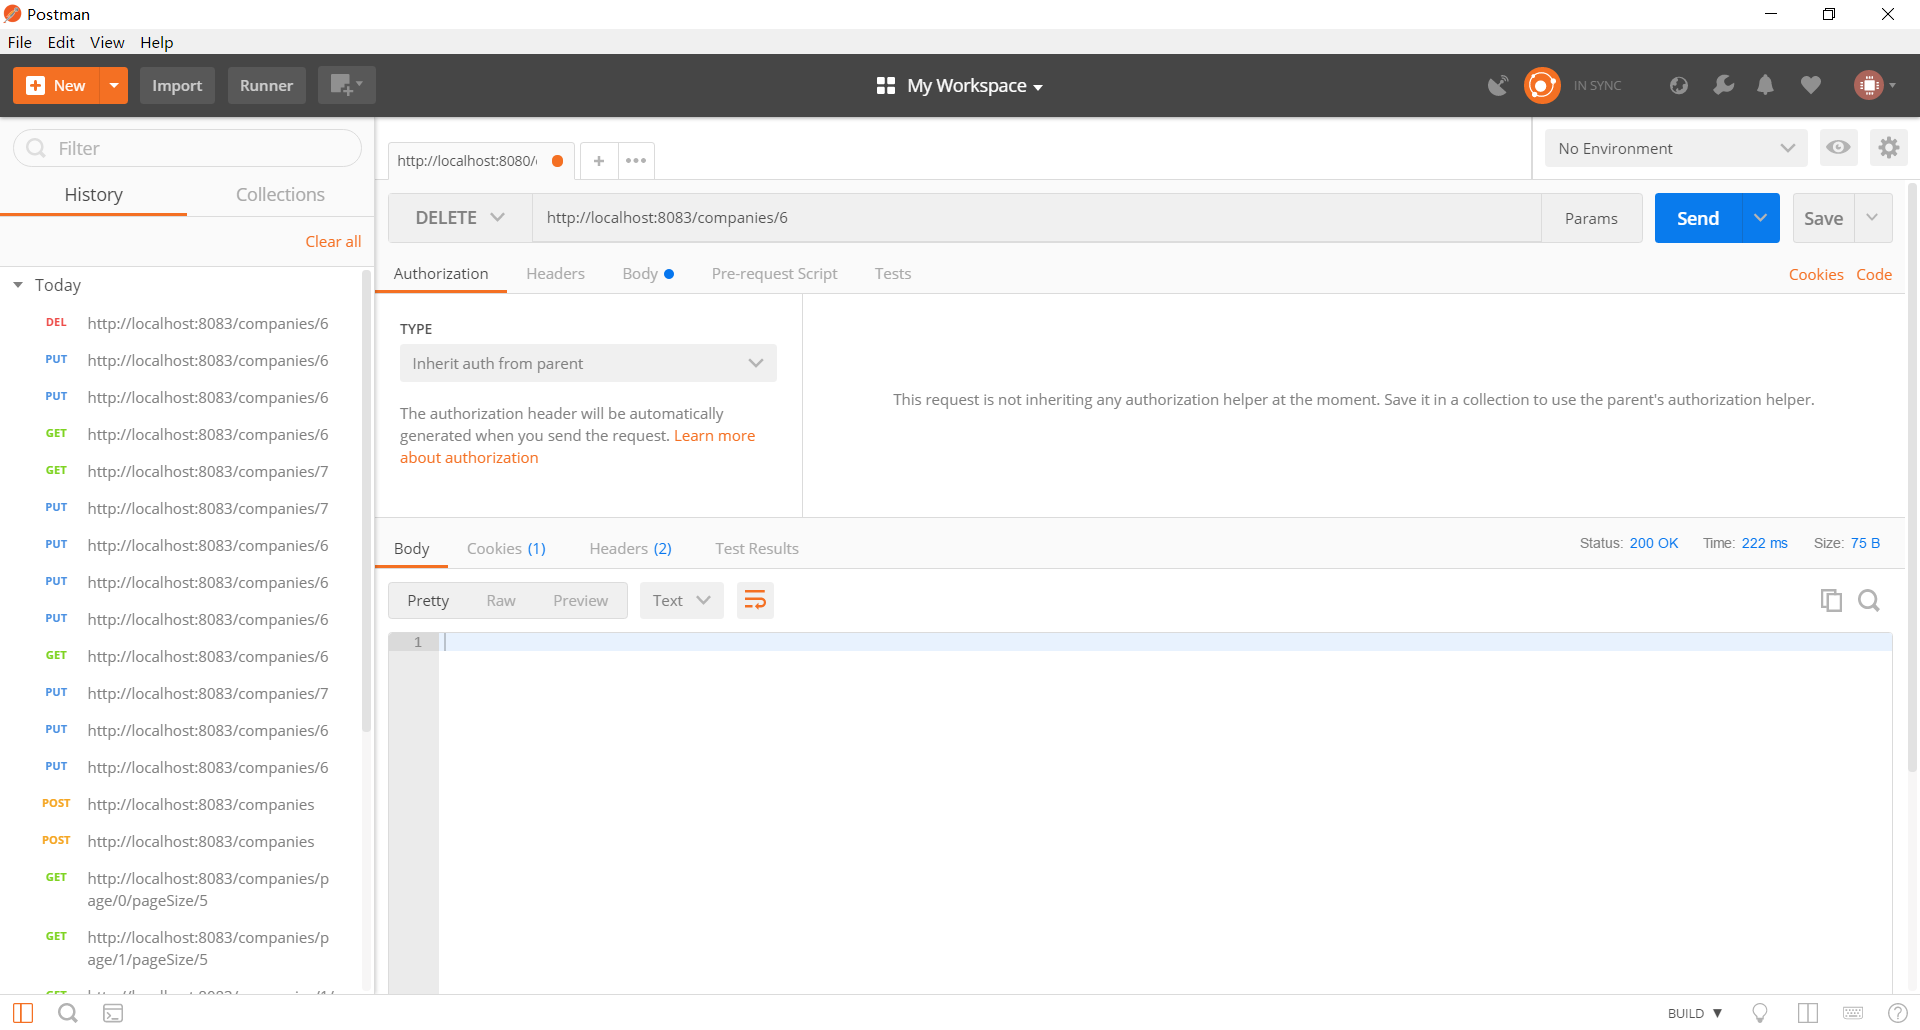 Postman
File Edit View Help
New Import Runner My Workspace IN SYNC
Filter
History Collections
Clear all
Today
DEL http://localhost:8083/companies/6
PUT http://localhost:8083/companies/6
PUT http://localhost:8083/companies/6
GET http://localhost:8083/companies/6
GET http://localhost:8083/companies/7
PUT http://localhost:8083/companies/7
PUT http://localhost:8083/companies/6
PUT http://localhost:8083/companies/6
PUT http://localhost:8083/companies/6
GET http://localhost:8083/companies/6
PUT http://localhost:8083/companies/7
PUT http://localhost:8083/companies/6
PUT http://localhost:8083/companies/6
POST http://localhost:8083/companies
POST http://localhost:8083/companies
GET http://localhost:8083/companies/p
age/0/pageSize/5
GET http://localhost:8083/companies/p
age/1/pageSize/5
http://localhost:8080/
No Environment
DELETE http://localhost:8083/companies/6 Params Send Save
Authorization Headers Body Pre-request Script Tests Cookies Code
TYPE
Inherit auth from parent
The authorization header will be automatically
generated when you send the request. Learn more
about authorization
This request is not inheriting any authorization helper at the moment. Save it in a collection to use the parent's authorization helper.
Body Cookies (1) Headers (2) Test Results Status: 200 OK Time: 222 ms Size: 75 B
Pretty Raw Preview Text
1
BUILD